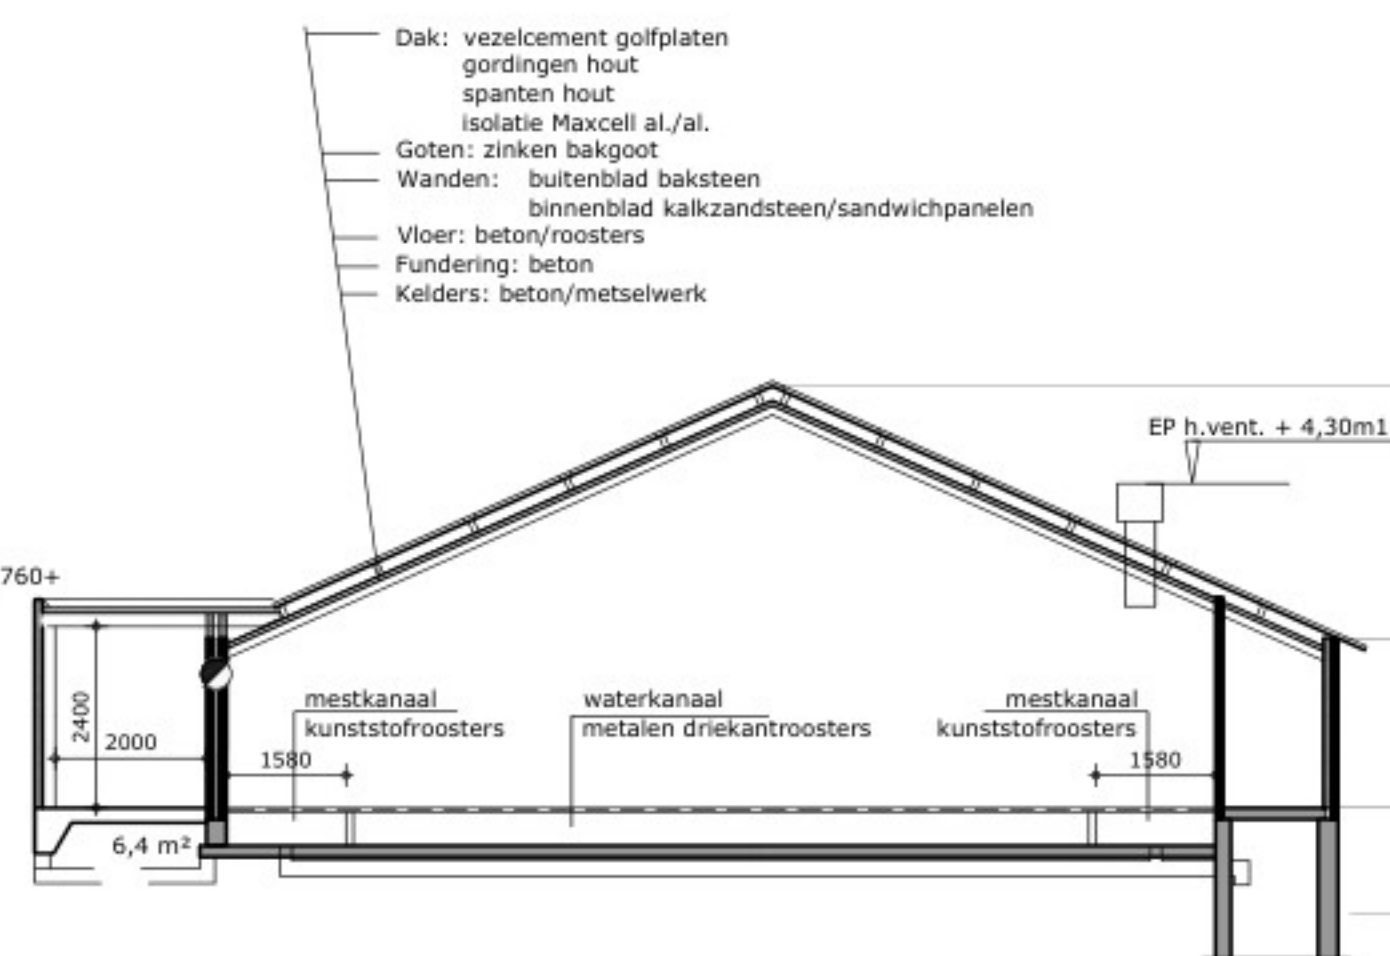 Dak: vezelcement golfplaten
gordingen hout
spanten hout
isolatie Maxcell al./al.
Goten: zinken bakgoot
Wanden: buitenblad baksteen
binnenblad kalkzandsteen/sandwichpanelen
Vloer: beton/roosters
Fundering: beton
Kelders: beton/metselwerk
EP h.vent. + 4,30m1
760+
mestkanaal
kunststofroosters
waterkanaal
metalen driekantroosters
mestkanaal
kunststofroosters
2400
2000
1580
1580
6,4 m²